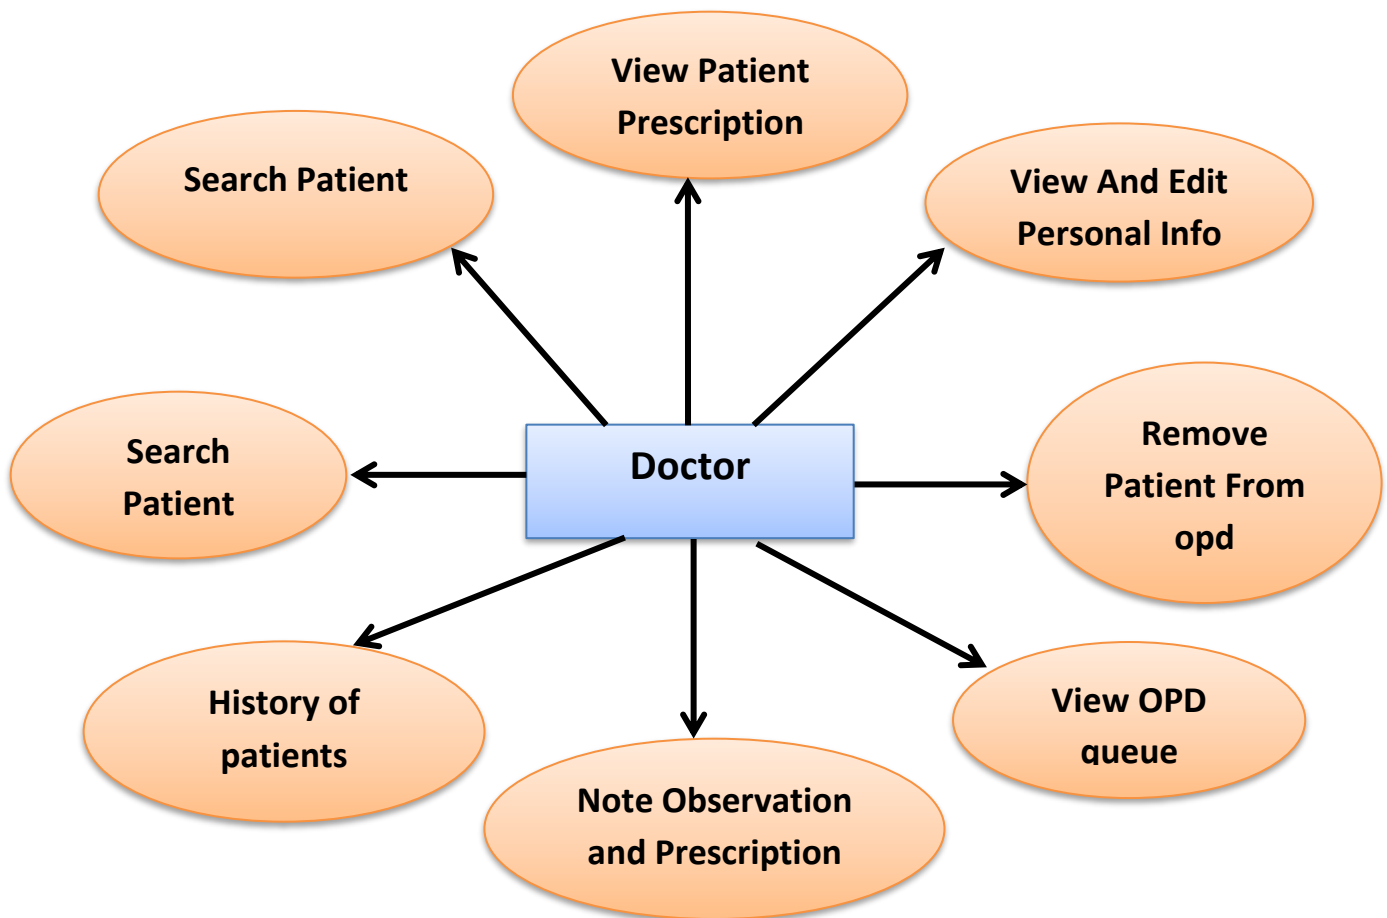 View Patient
Prescription
Search Patient
View And Edit
Personal Info
Doctor
Search
Patient
Remove
Patient From
opd
History of
patients
View OPD
queue
Note Observation
and Prescription